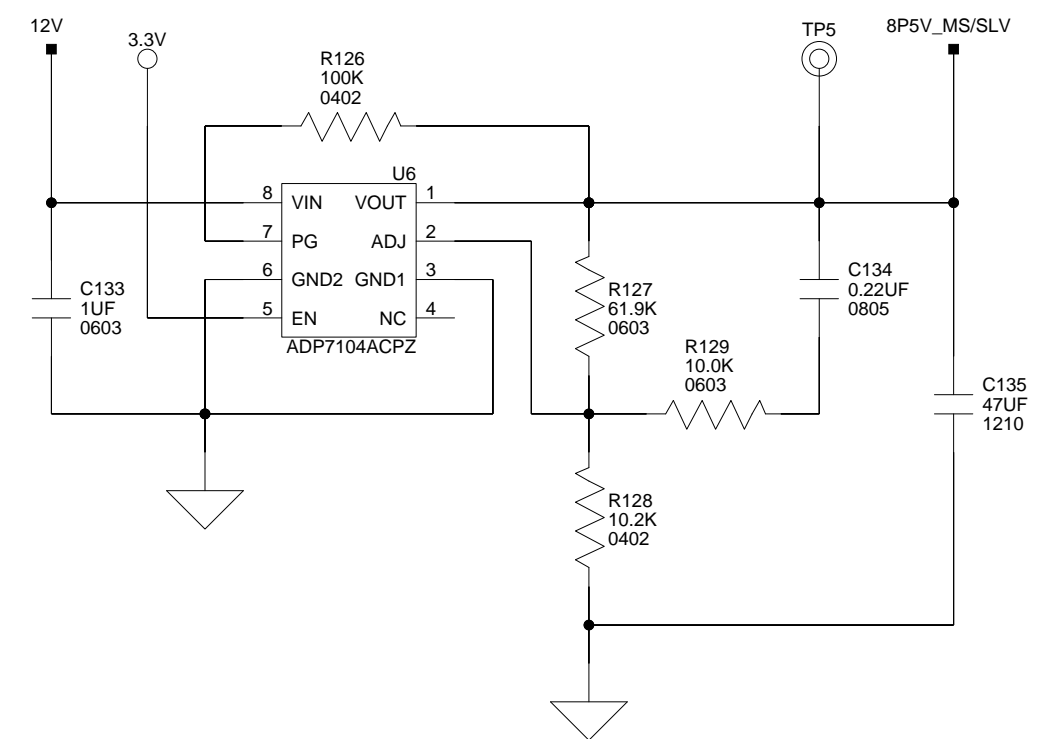 12V
3.3V
TP5
8P5V_MS/SLV
R126
100K
0402
U6
8
VIN
VOUT
1
7
PG
ADJ
2
6
GND2
GND1
3
5
EN
NC
4
ADP7104ACPZ
C133
1UF
0603
R127
61.9K
0603
C134
0.22UF
0805
R129
10.0K
0603
C135
47UF
1210
R128
10.2K
0402